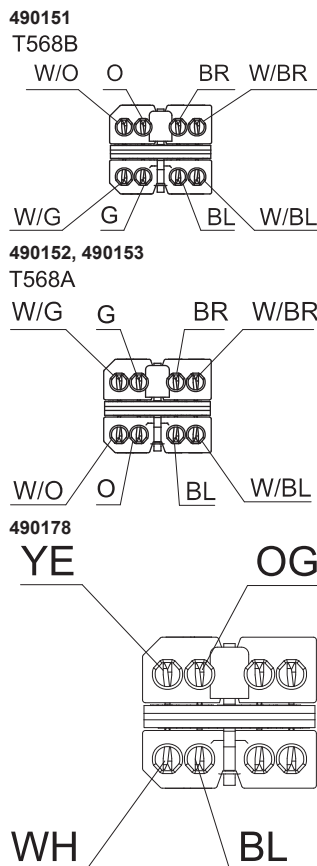 490151
T568B
W/O O BR W/BR
W/G G BL W/BL
490152, 490153
T568A
W/G G BR W/BR
W/O O BL W/BL
490178
YE OG
WH BL